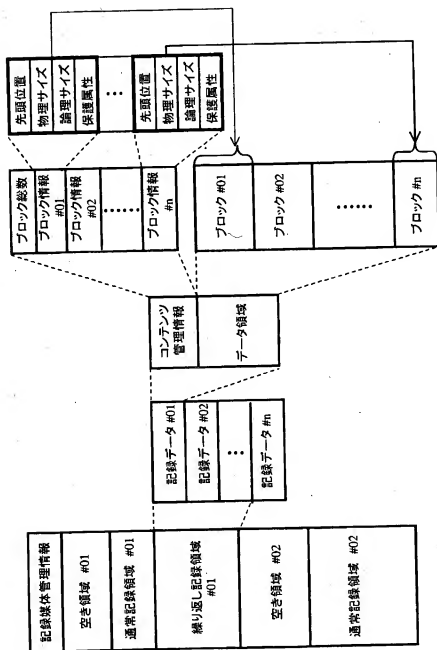 記録媒体管理情報
空き領域 #01
通常記録領域 #01
繰り返し記録領域
#01
空き領域 #02
通常記録領域 #02
記録データ #01
記録データ #02
⋮
記録データ #n
コンテンツ
管理情報
データ領域
ブロック総数
ブロック情報
#01
ブロック情報
#02
……
ブロック情報
#n
ブロック #01
ブロック #02
……
ブロック #n
先頭位置
物理サイズ
論理サイズ
保護属性
⋮
先頭位置
物理サイズ
論理サイズ
保護属性